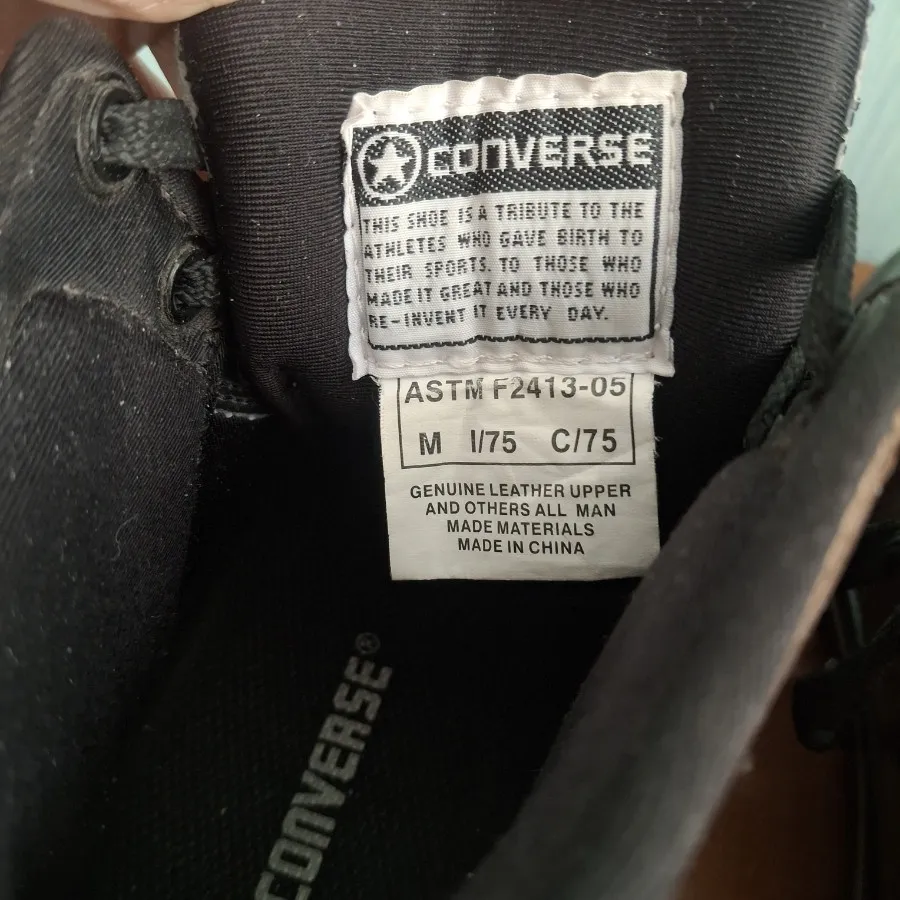 CONVERSE
THIS SHOE IS A TRIBUTE TO THE
ATHLETES WHO GAVE BIRTH TO
THEIR SPORTS. TO THOSE WHO
MADE IT GREAT AND THOSE WHO
RE-INVENT IT EVERY DAY.
ASTM F2413-05
M I/75 C/75
GENUINE LEATHER UPPER
AND OTHERS ALL MAN
MADE MATERIALS
MADE IN CHINA
CONVERSE®